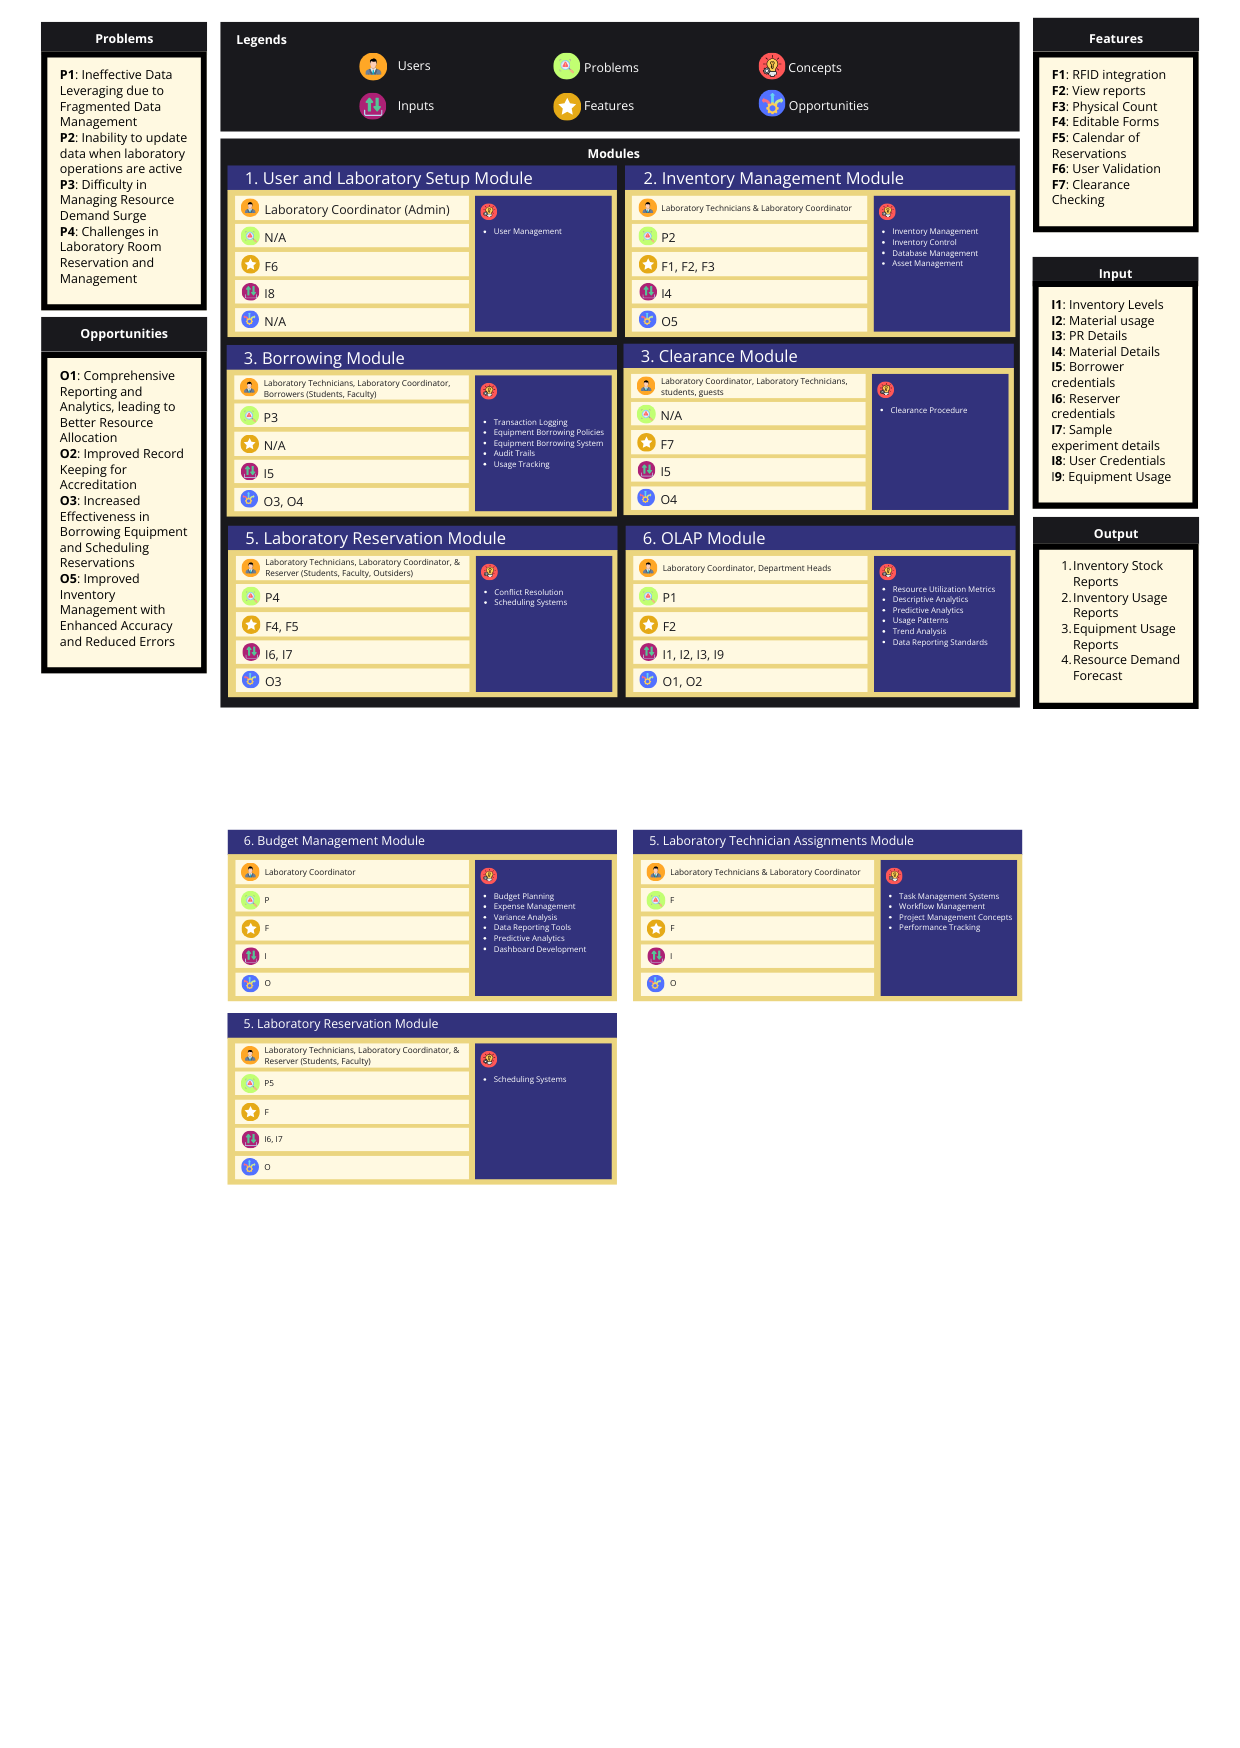 Problems
P1: Ineffective Data
Leveraging due to
Fragmented Data
Management
P2: Inability to update
data when laboratory
operations are active
P3: Difficulty in
Managing Resource
Demand Surge
P4: Challenges in
Laboratory Room
Reservation and
Management
Opportunities
O1: Comprehensive
Reporting and
Analytics, leading to
Better Resource
Allocation
O2: Improved Record
Keeping for
Accreditation
O3: Increased
Effectiveness in
Borrowing Equipment
and Scheduling
Reservations
O5: Improved
Inventory
Management with
Enhanced Accuracy
and Reduced Errors
Legends
Users
Problems
Concepts
Inputs
Features
Opportunities
Modules
1. User and Laboratory Setup Module
Laboratory Coordinator (Admin)
N/A
F6
I8
N/A
• User Management
2. Inventory Management Module
Laboratory Technicians & Laboratory Coordinator
P2
F1, F2, F3
I4
O5
• Inventory Management
• Inventory Control
• Database Management
• Asset Management
3. Borrowing Module
Laboratory Technicians, Laboratory Coordinator,
Borrowers (Students, Faculty)
P3
N/A
I5
O3, O4
• Transaction Logging
• Equipment Borrowing Policies
• Equipment Borrowing System
• Audit Trails
• Usage Tracking
3. Clearance Module
Laboratory Coordinator, Laboratory Technicians,
students, guests
N/A
F7
I5
O4
• Clearance Procedure
5. Laboratory Reservation Module
Laboratory Technicians, Laboratory Coordinator, &
Reserver (Students, Faculty, Outsiders)
P4
F4, F5
I6, I7
O3
• Conflict Resolution
• Scheduling Systems
6. OLAP Module
Laboratory Coordinator, Department Heads
P1
F2
I1, I2, I3, I9
O1, O2
• Resource Utilization Metrics
• Descriptive Analytics
• Predictive Analytics
• Usage Patterns
• Trend Analysis
• Data Reporting Standards
Features
F1: RFID integration
F2: View reports
F3: Physical Count
F4: Editable Forms
F5: Calendar of
Reservations
F6: User Validation
F7: Clearance
Checking
Input
I1: Inventory Levels
I2: Material usage
I3: PR Details
I4: Material Details
I5: Borrower
credentials
I6: Reserver
credentials
I7: Sample
experiment details
I8: User Credentials
I9: Equipment Usage
Output
1. Inventory Stock
Reports
2. Inventory Usage
Reports
3. Equipment Usage
Reports
4. Resource Demand
Forecast
6. Budget Management Module
Laboratory Coordinator
P
F
I
O
• Budget Planning
• Expense Management
• Variance Analysis
• Data Reporting Tools
• Predictive Analytics
• Dashboard Development
5. Laboratory Technician Assignments Module
Laboratory Technicians & Laboratory Coordinator
F
F
I
O
• Task Management Systems
• Workflow Management
• Project Management Concepts
• Performance Tracking
5. Laboratory Reservation Module
Laboratory Technicians, Laboratory Coordinator, &
Reserver (Students, Faculty)
P5
F
I6, I7
O
• Scheduling Systems